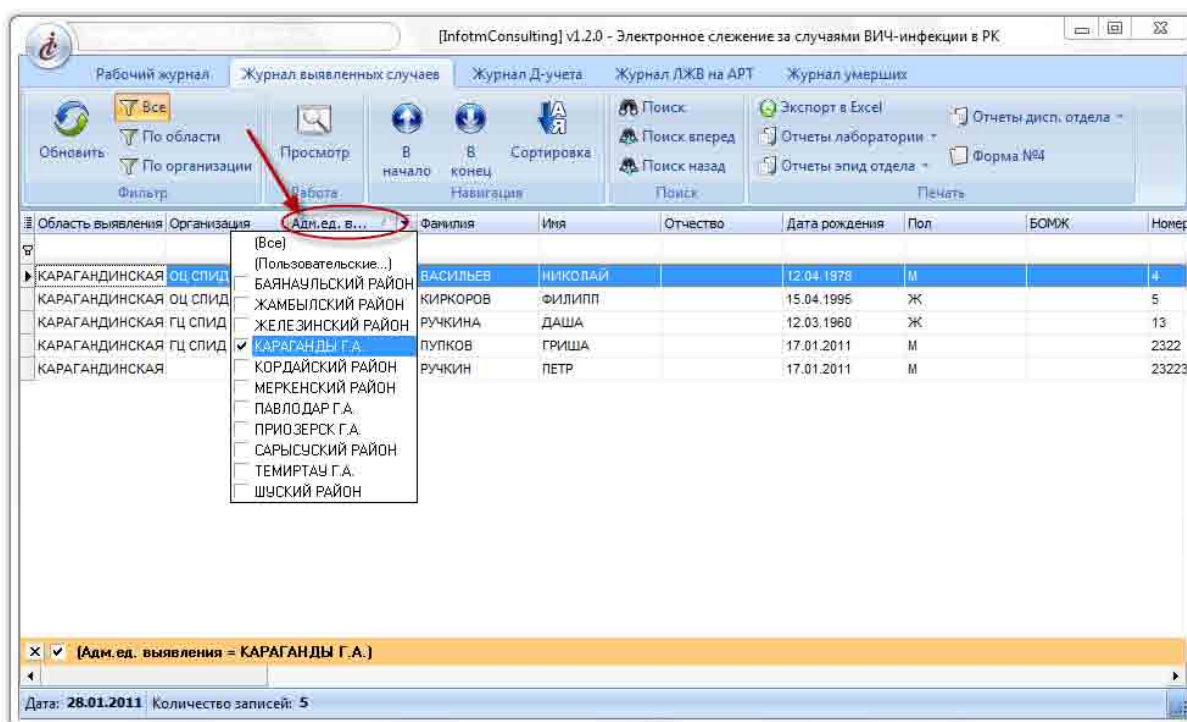 [InfotmConsulting] v1.2.0 - Электронное слежение за случаями ВИЧ-инфекции в РК
Рабочий журнал Журнал выявленных случаев Журнал Д-учета Журнал ЛЖВ на АРТ Журнал умерших
Обновить
Все
По области
По организации
Фильтр
Просмотр
Работа
В начало
В конец
Сортировка
Навигация
Поиск
Поиск вперед
Поиск назад
Поиск
Экспорт в Excel
Отчеты лаборатории
Отчеты эпид отдела
Отчеты дисп. отдела
Форма №4
Печать
Область выявления Организация Адм.ед. в... Фамилия Имя Отчество Дата рождения Пол БОМЖ Номер
КАРАГАНДИНСКАЯ ОЦ СПИД ВАСИЛЬЕВ НИКОЛАЙ 12.04.1978 М 4
КАРАГАНДИНСКАЯ ОЦ СПИД КИРКОРОВ ФИЛИПП 15.04.1995 Ж 5
КАРАГАНДИНСКАЯ ГЦ СПИД РУЧКИНА ДАША 12.03.1960 Ж 13
КАРАГАНДИНСКАЯ ГЦ СПИД ПУПКОВ ГРИША 17.01.2011 М 2322
КАРАГАНДИНСКАЯ РУЧКИН ПЕТР 17.01.2011 М 23223
(Все)
(Пользовательские...)
БАЯНАУЛЬСКИЙ РАЙОН
ЖАМБЫЛСКИЙ РАЙОН
ЖЕЛЕЗИНСКИЙ РАЙОН
КАРАГАНДЫ Г.А.
КОРДАЙСКИЙ РАЙОН
МЕРКЕНСКИЙ РАЙОН
ПАВЛОДАР Г.А.
ПРИОЗЕРСК Г.А.
САРЫСУСКИЙ РАЙОН
ТЕМИРТАУ Г.А.
ШУСКИЙ РАЙОН
(Адм.ед. выявления = КАРАГАНДЫ Г.А.)
Дата: 28.01.2011 Количество записей: 5